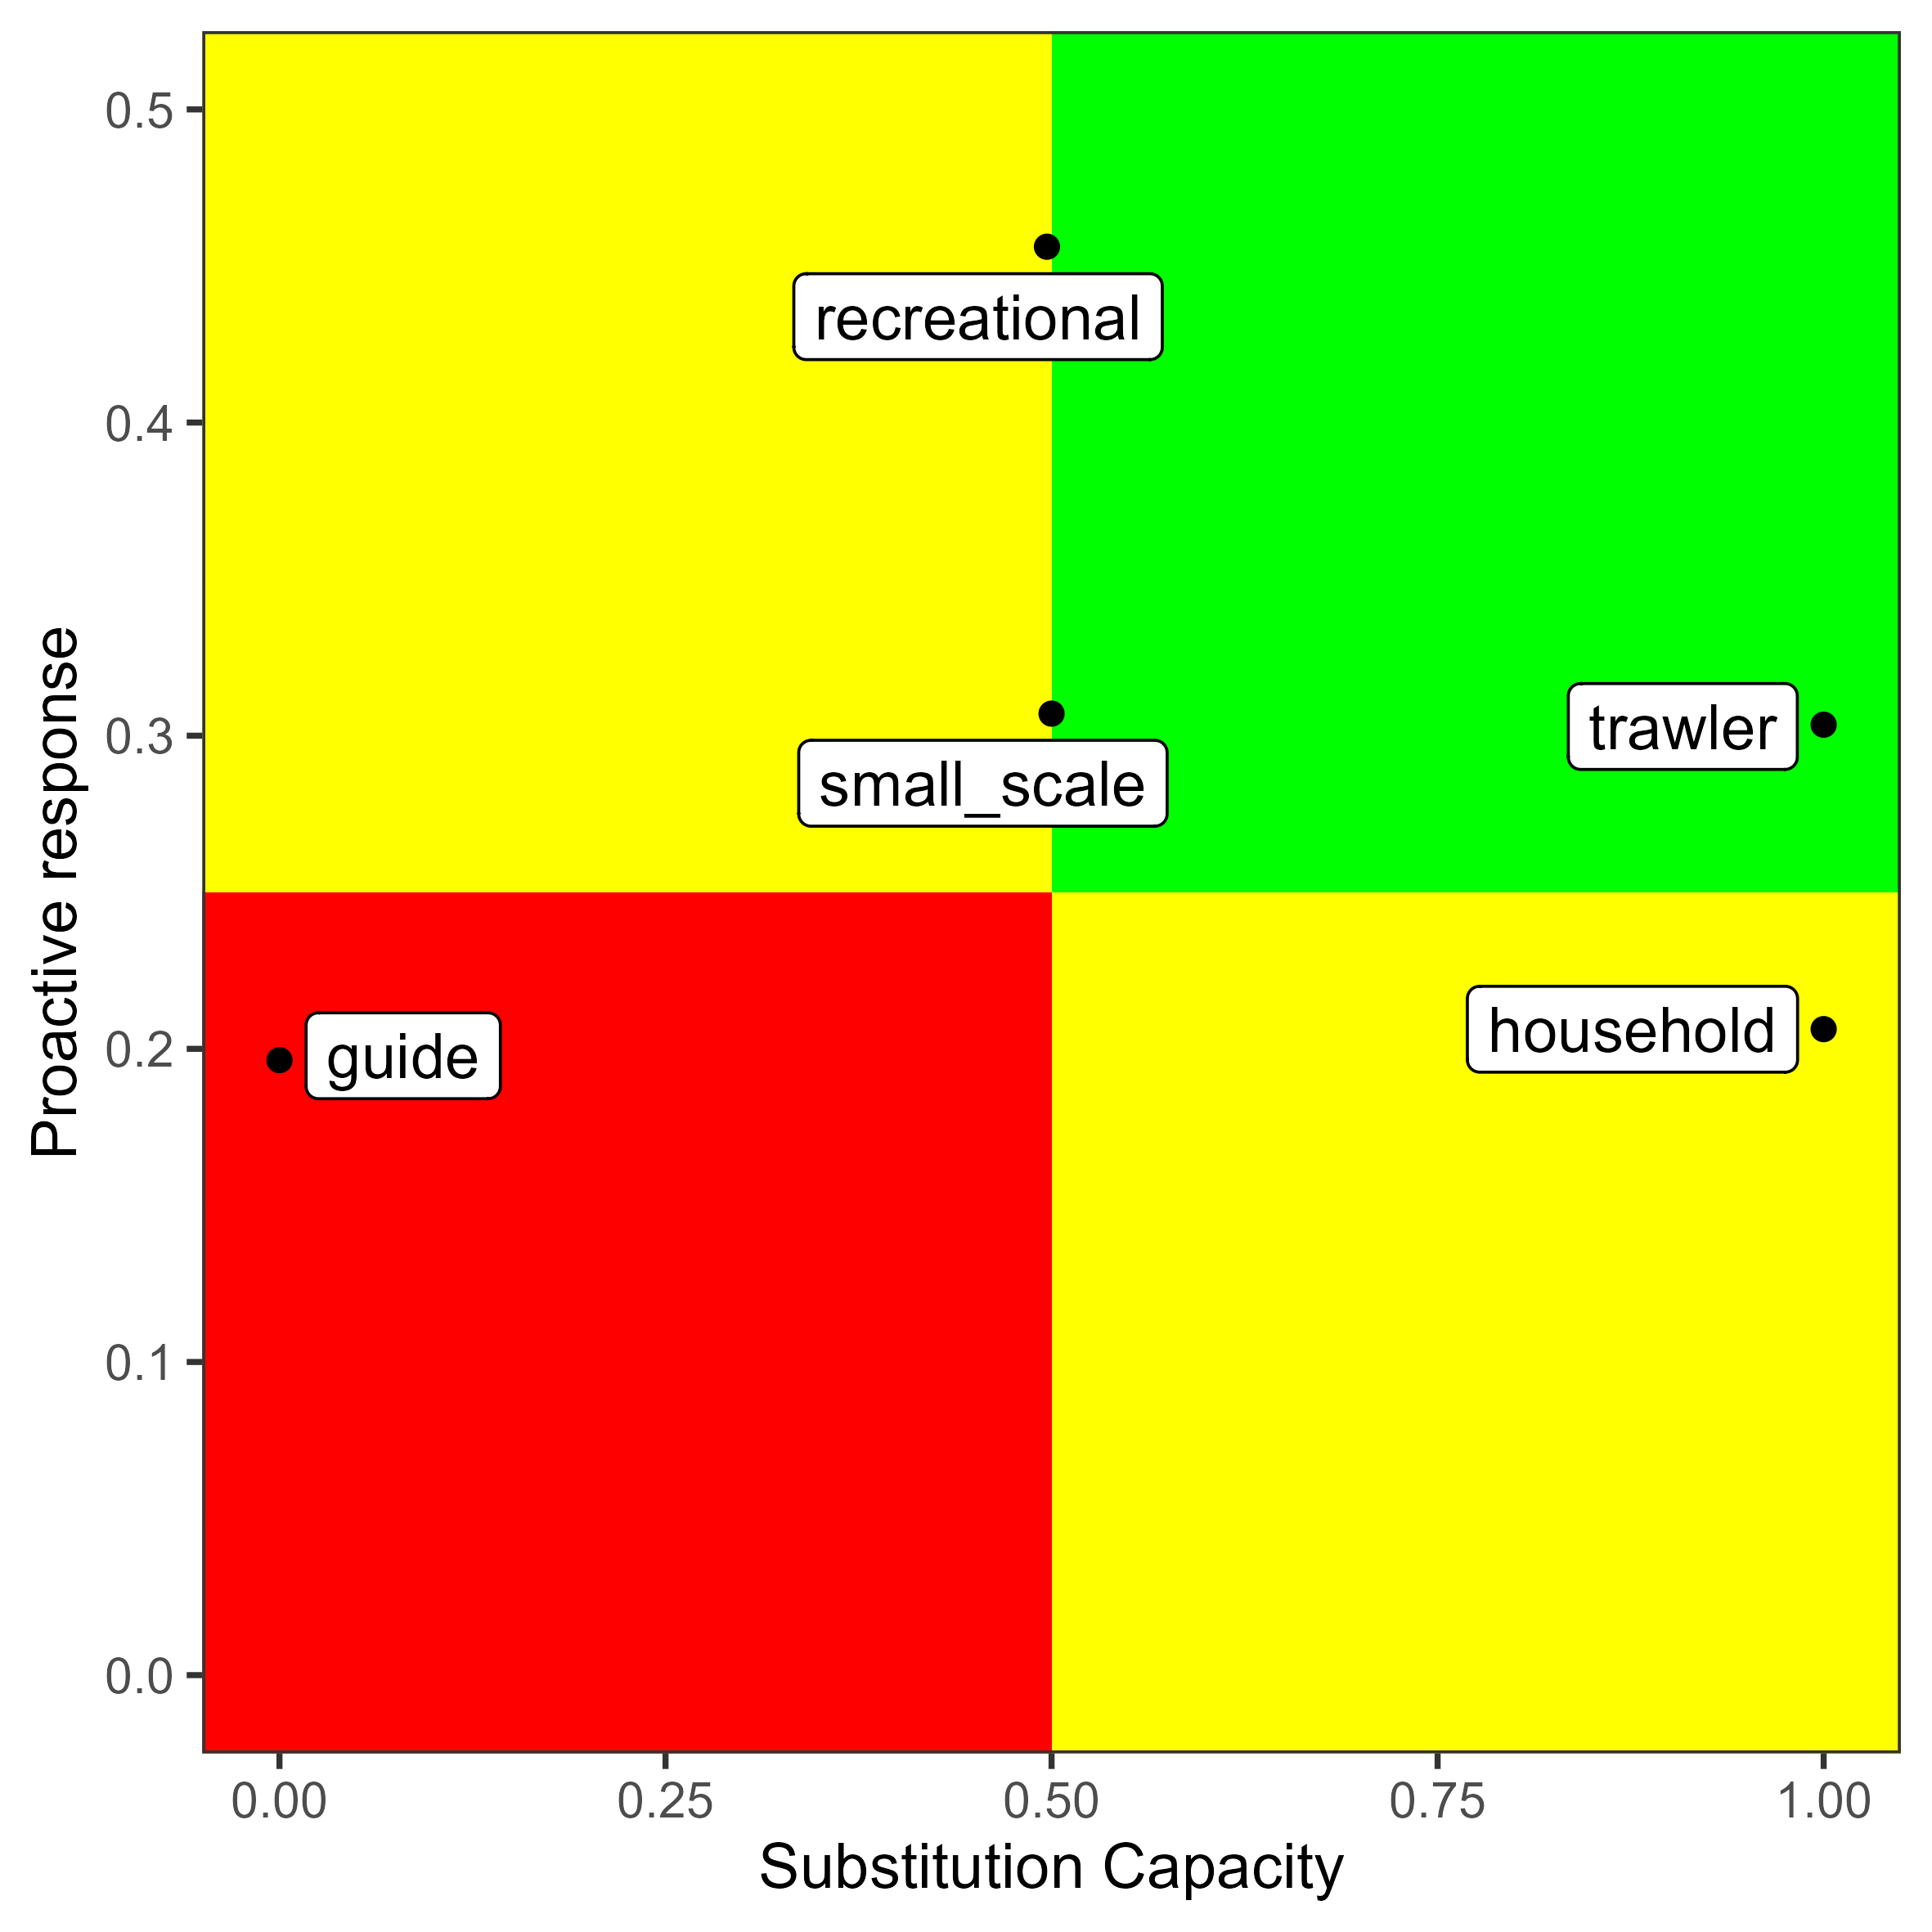 0.5
0.4
0.3
0.2
0.1
0.0
Proactive response
recreational
small_scale
trawler
household
guide
0.00
0.25
0.50
0.75
1.00
Substitution Capacity